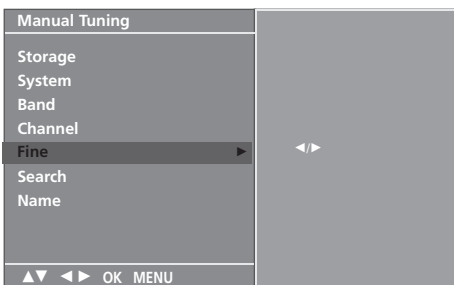 Manual Tuning
Storage
System
Band
Channel
Fine ►
◄/►
Search
Name
▲▼ ◄ ► OK MENU